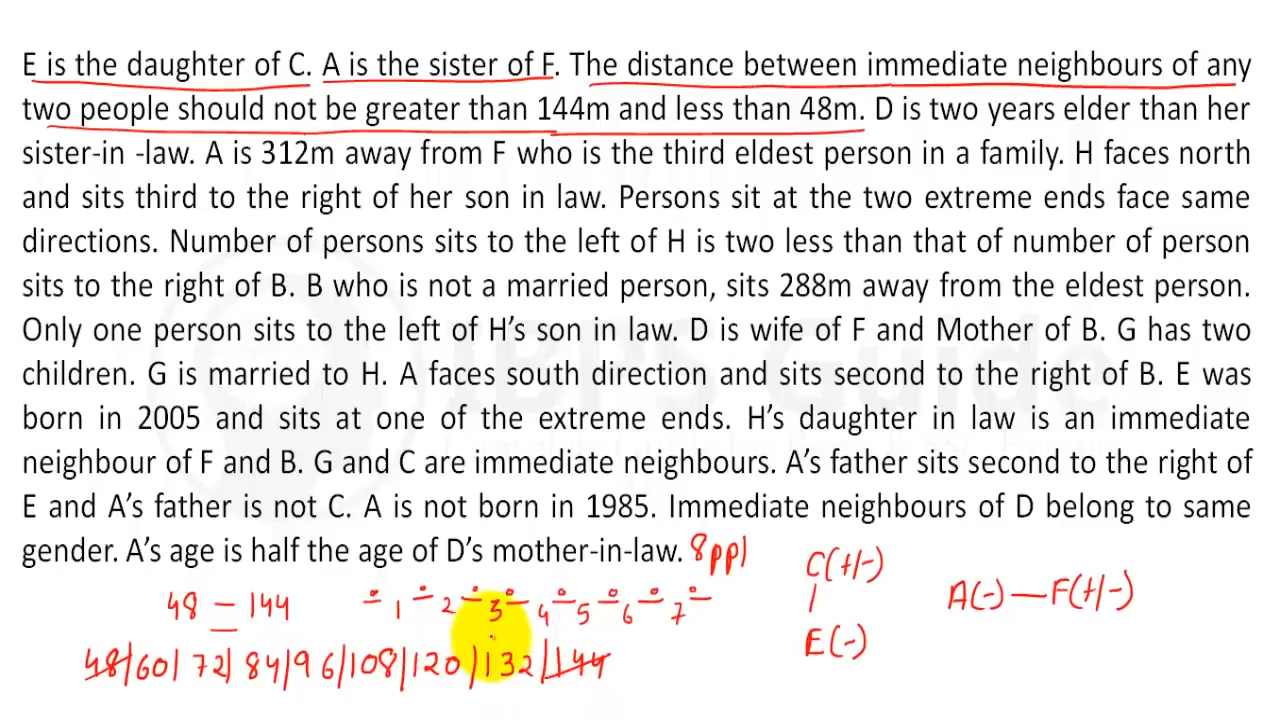 E is the daughter of C. A is the sister of F. The distance between immediate neighbours of any
two people should not be greater than 144m and less than 48m. D is two years elder than her
sister-in -law. A is 312m away from F who is the third eldest person in a family. H faces north
and sits third to the right of her son in law. Persons sit at the two extreme ends face same
directions. Number of persons sits to the left of H is two less than that of number of person
sits to the right of B. B who is not a married person, sits 288m away from the eldest person.
Only one person sits to the left of H's son in law. D is wife of F and Mother of B. G has two
children. G is married to H. A faces south direction and sits second to the right of B. E was
born in 2005 and sits at one of the extreme ends. H's daughter in law is an immediate
neighbour of F and B. G and C are immediate neighbours. A's father sits second to the right of
E and A's father is not C. A is not born in 1985. Immediate neighbours of D belong to same
gender. A's age is half the age of D's mother-in-law. 8ppl
C(+/-)
48 – 144 1 2 3 4 5 6 7 A(-) — F(+/-)
E(-)
48/60/72/84/96/108/120/132/144